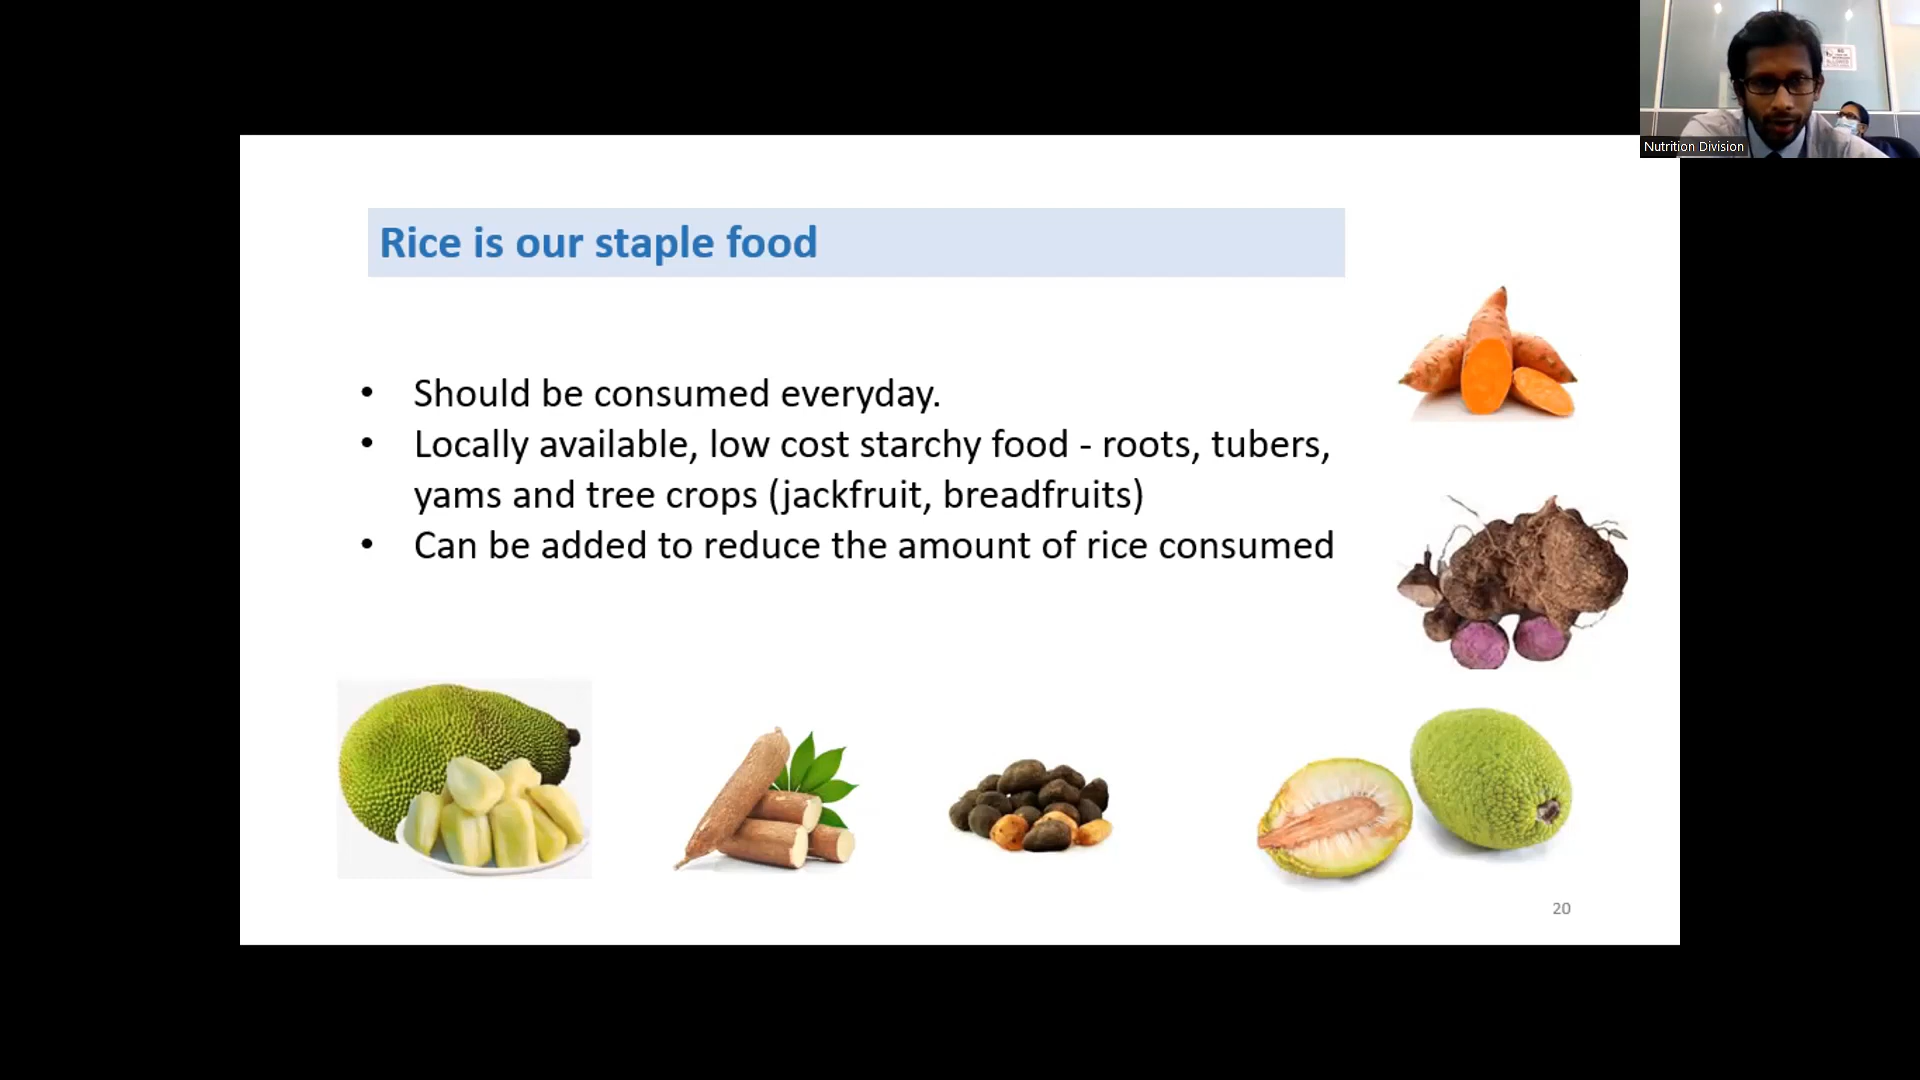 Nutrition Division
Rice is our staple food
• Should be consumed everyday.
• Locally available, low cost starchy food - roots, tubers,
yams and tree crops (jackfruit, breadfruits)
• Can be added to reduce the amount of rice consumed
20